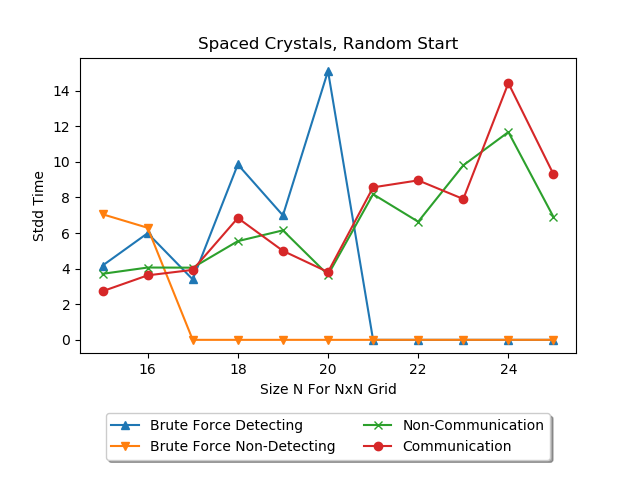 Spaced Crystals, Random Start
Stdd Time
14
12
10
8
6
4
2
0
16 18 20 22 24
Size N For NxN Grid
Brute Force Detecting
Brute Force Non-Detecting
Non-Communication
Communication